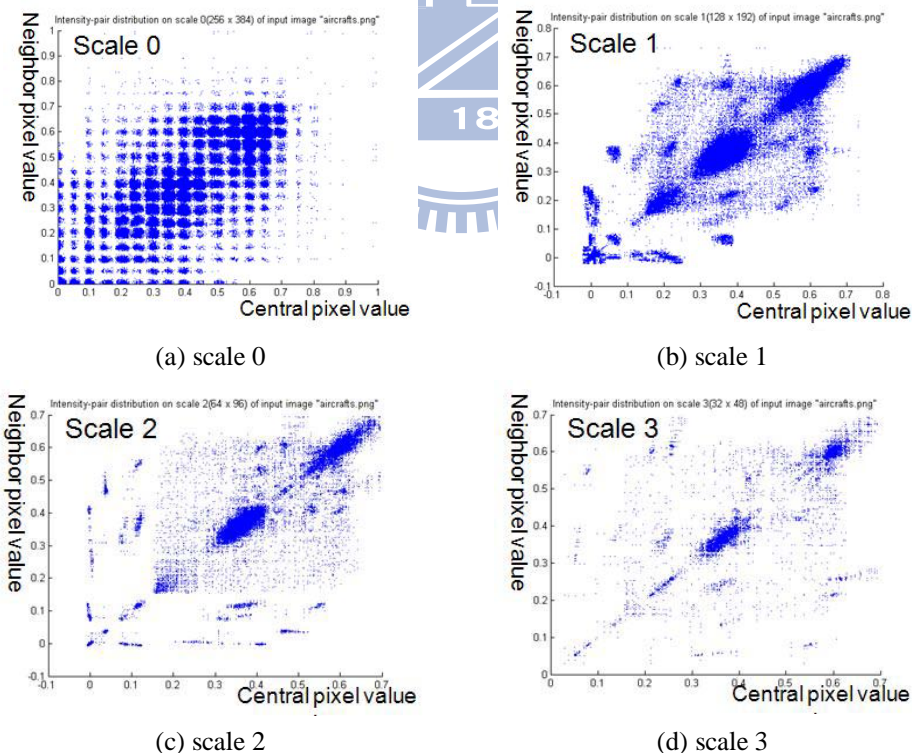 Intensity-pair distribution on scale 0(256 x 384) of input image "aircrafts.png"
Scale 0
Neighbor pixel value
1
0.9
0.8
0.7
0.6
0.5
0.4
0.3
0.2
0.1
0
0 0.1 0.2 0.3 0.4 0.5 0.6 0.7 0.8 0.9 1
Central pixel value
(a) scale 0
18
Intensity-pair distribution on scale 1(128 x 192) of input image "aircrafts.png"
Scale 1
Neighbor pixel value
0.8
0.7
0.6
0.5
0.4
0.3
0.2
0.1
0
-0.1
-0.1 0 0.1 0.2 0.3 0.4 0.5 0.6 0.7 0.8
Central pixel value
(b) scale 1
Intensity-pair distribution on scale 2(64 x 96) of input image "aircrafts.png"
Scale 2
Neighbor pixel value
0.7
0.6
0.5
0.4
0.3
0.2
0.1
0
-0.1
-0.1 0 0.1 0.2 0.3 0.4 0.5 0.6 0.7
Central pixel value
(c) scale 2
Intensity-pair distribution on scale 3(32 x 48) of input image "aircrafts.png"
Scale 3
Neighbor pixel value
0.7
0.6
0.5
0.4
0.3
0.2
0.1
0
0 0.1 0.2 0.3 0.4 0.5 0.6 0.7
Central pixel value
(d) scale 3